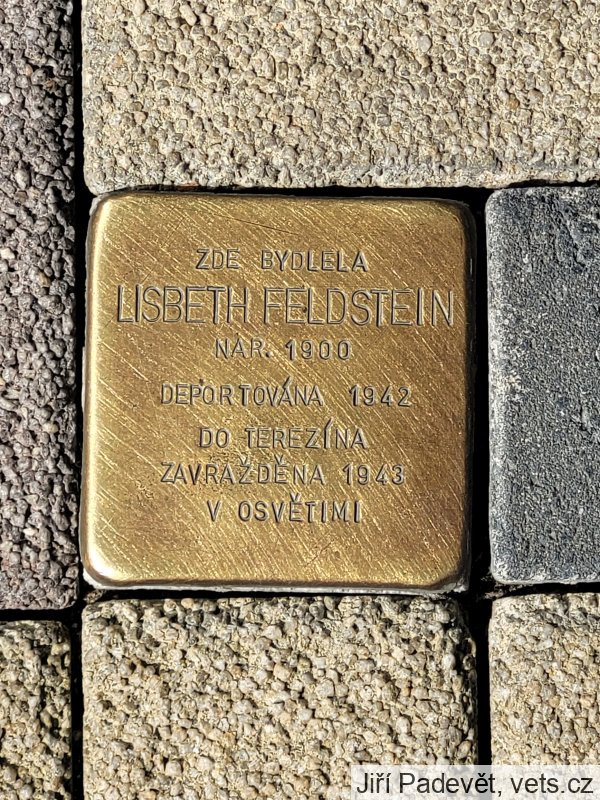 ZDE BYDLELA
LISBETH FELDSTEIN
NAR. 1900
DEPORTOVÁNA 1942
DO TEREZÍNA
ZAVRAŽDĚNA 1943
V OSVĚTIMI
Jiří Padevět, vets.cz